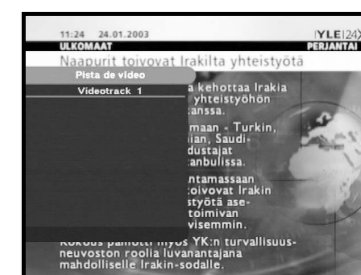 11:24 24.01.2003 YLE24
ULKOMAAT PERJANTAI
Naapurit toivovat Irakilta yhteistyötä
Pista de video
Videotrack 1
a kehottaa Irakia
yhteistyöhön
anssa.
maan - Turkin,
ian, Saudi-
dustajat
anbulissa.
ntamassaan
toivovat Irakin
styötä ase-
toimivan
visemmin.
Kokous painotti myös YK:n turvallisuus-
neuvoston roolia luvanantajana
mahdolliselle Irakin-sodalle.